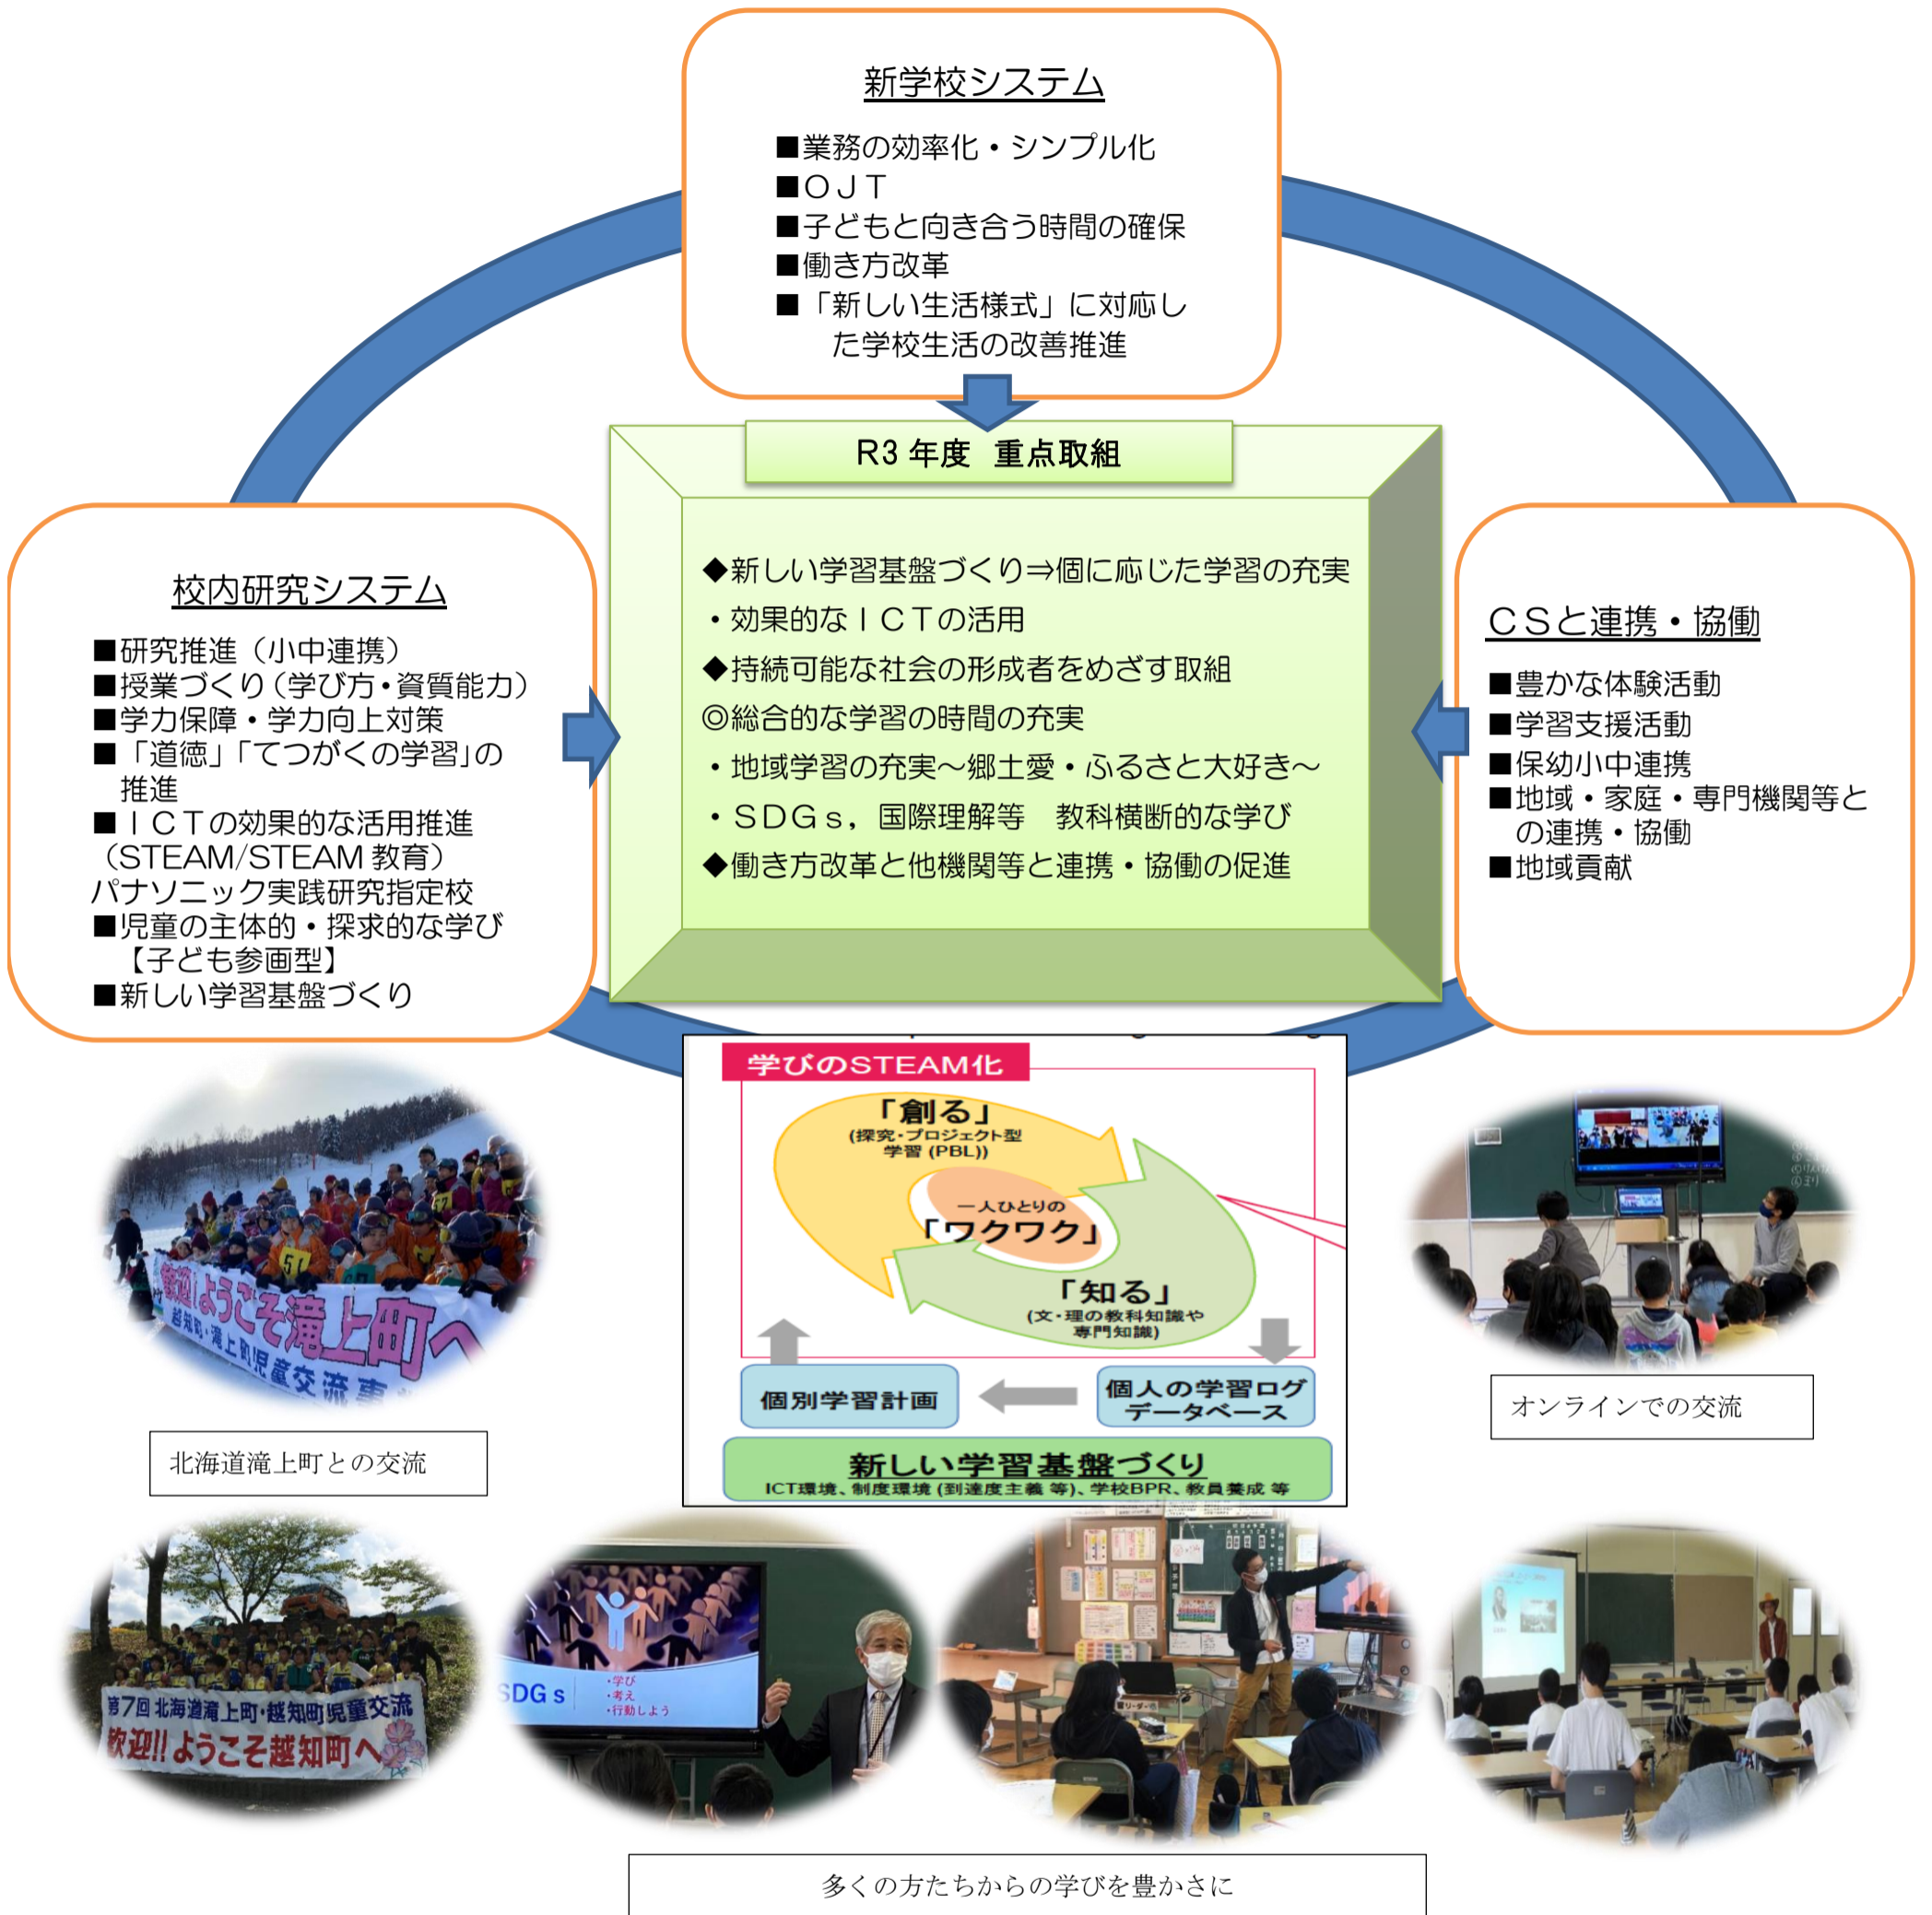 新学校システム
■業務の効率化・シンプル化
■OJT
■子どもと向き合う時間の確保
■働き方改革
■「新しい生活様式」に対応し
た学校生活の改善推進
R3 年度　重点取組
◆新しい学習基盤づくり⇒個に応じた学習の充実
・効果的なICTの活用
◆持続可能な社会の形成者をめざす取組
◎総合的な学習の時間の充実
・地域学習の充実～郷土愛・ふるさと大好き～
・SDGs，国際理解等　教科横断的な学び
◆働き方改革と他機関等と連携・協働の促進
校内研究システム
■研究推進（小中連携）
■授業づくり（学び方・資質能力）
■学力保障・学力向上対策
■「道徳」「てつがくの学習」の
推進
■ICTの効果的な活用推進
（STEAM/STEAM 教育）
パナソニック実践研究指定校
■児童の主体的・探求的な学び
【子ども参画型】
■新しい学習基盤づくり
CSと連携・協働
■豊かな体験活動
■学習支援活動
■保幼小中連携
■地域・家庭・専門機関等と
の連携・協働
■地域貢献
学びのSTEAM化
「創る」
(探究・プロジェクト型
学習 (PBL))
一人ひとりの
「ワクワク」
「知る」
(文・理の教科知識や
専門知識)
個別学習計画
個人の学習ログ
データベース
新しい学習基盤づくり
ICT環境、制度環境 (到達度主義 等)、学校BPR、教員養成 等
歓迎!ようこそ滝上町へ
越知町・滝上町児童交流事
北海道滝上町との交流
オンラインでの交流
第7回 北海道滝上町・越知町児童交流
歓迎!!ようこそ越知町へ
SDGs
・学び
・考え
・行動しよう
多くの方たちからの学びを豊かさに